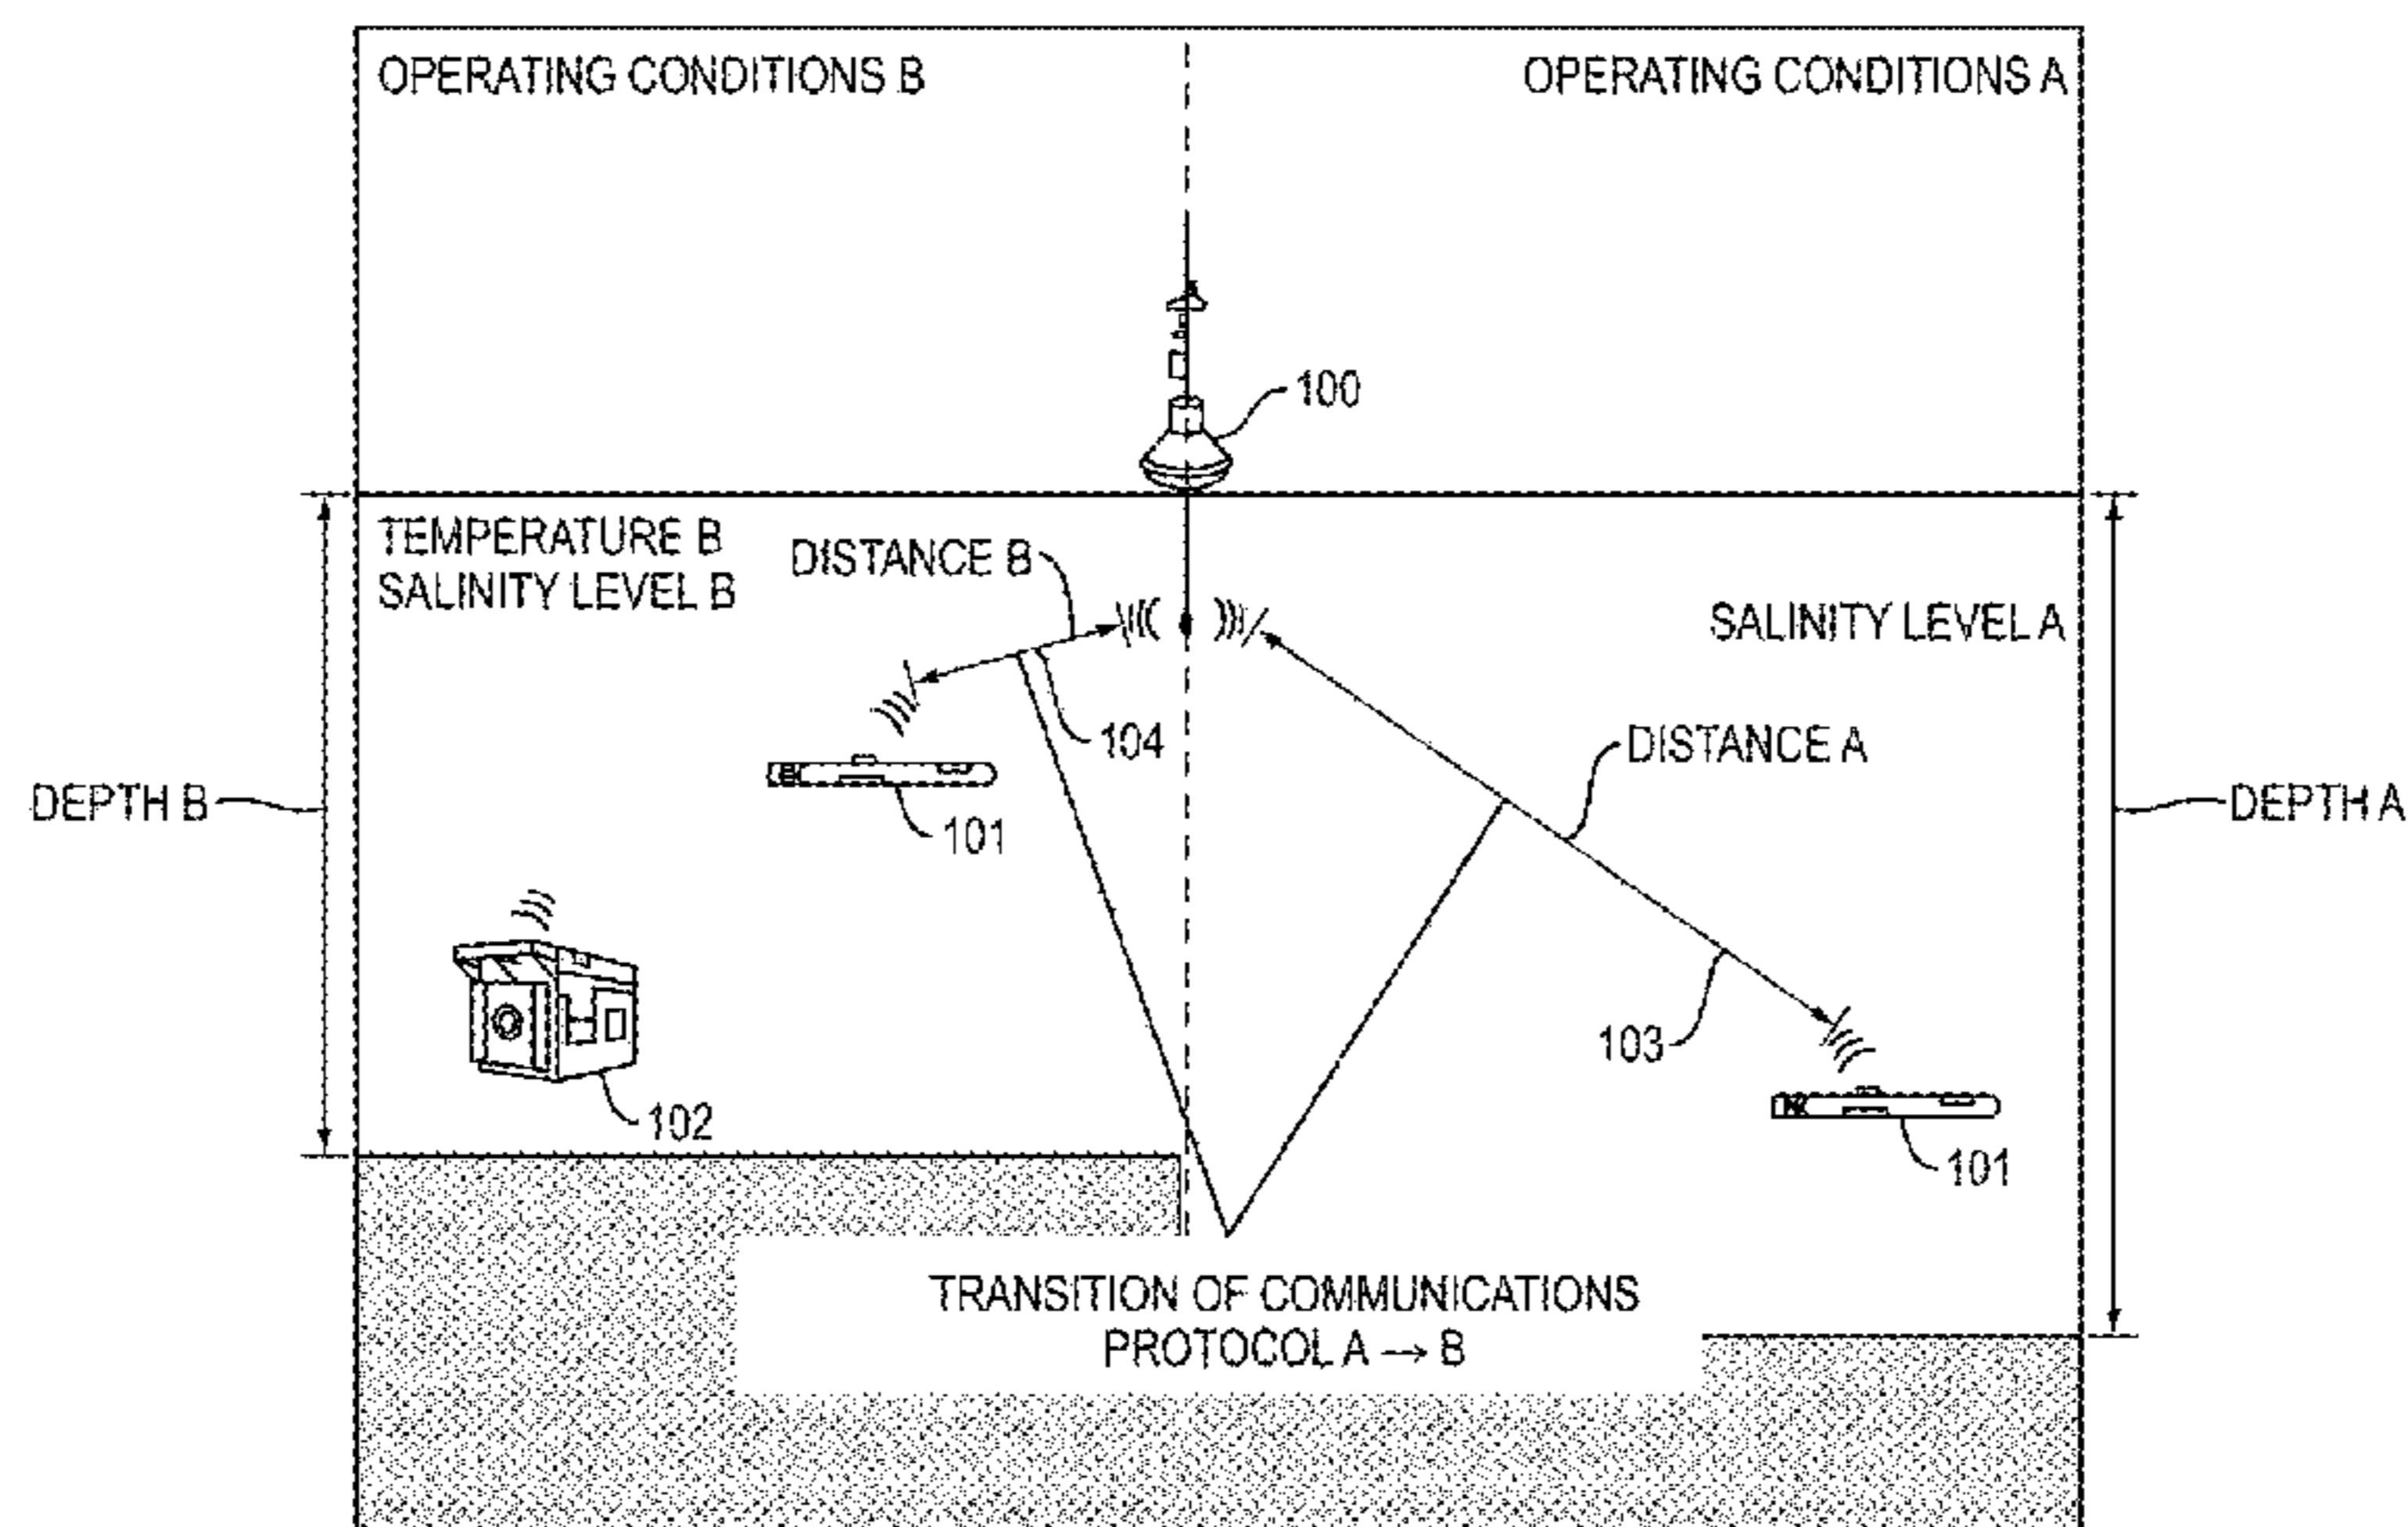 OPERATING CONDITIONS B
OPERATING CONDITIONS A
100
TEMPERATURE B
SALINITY LEVEL B
DISTANCE B
SALINITY LEVEL A
104
DISTANCE A
DEPTH B
101
DEPTH A
103
102
101
TRANSITION OF COMMUNICATIONS
PROTOCOL A → B